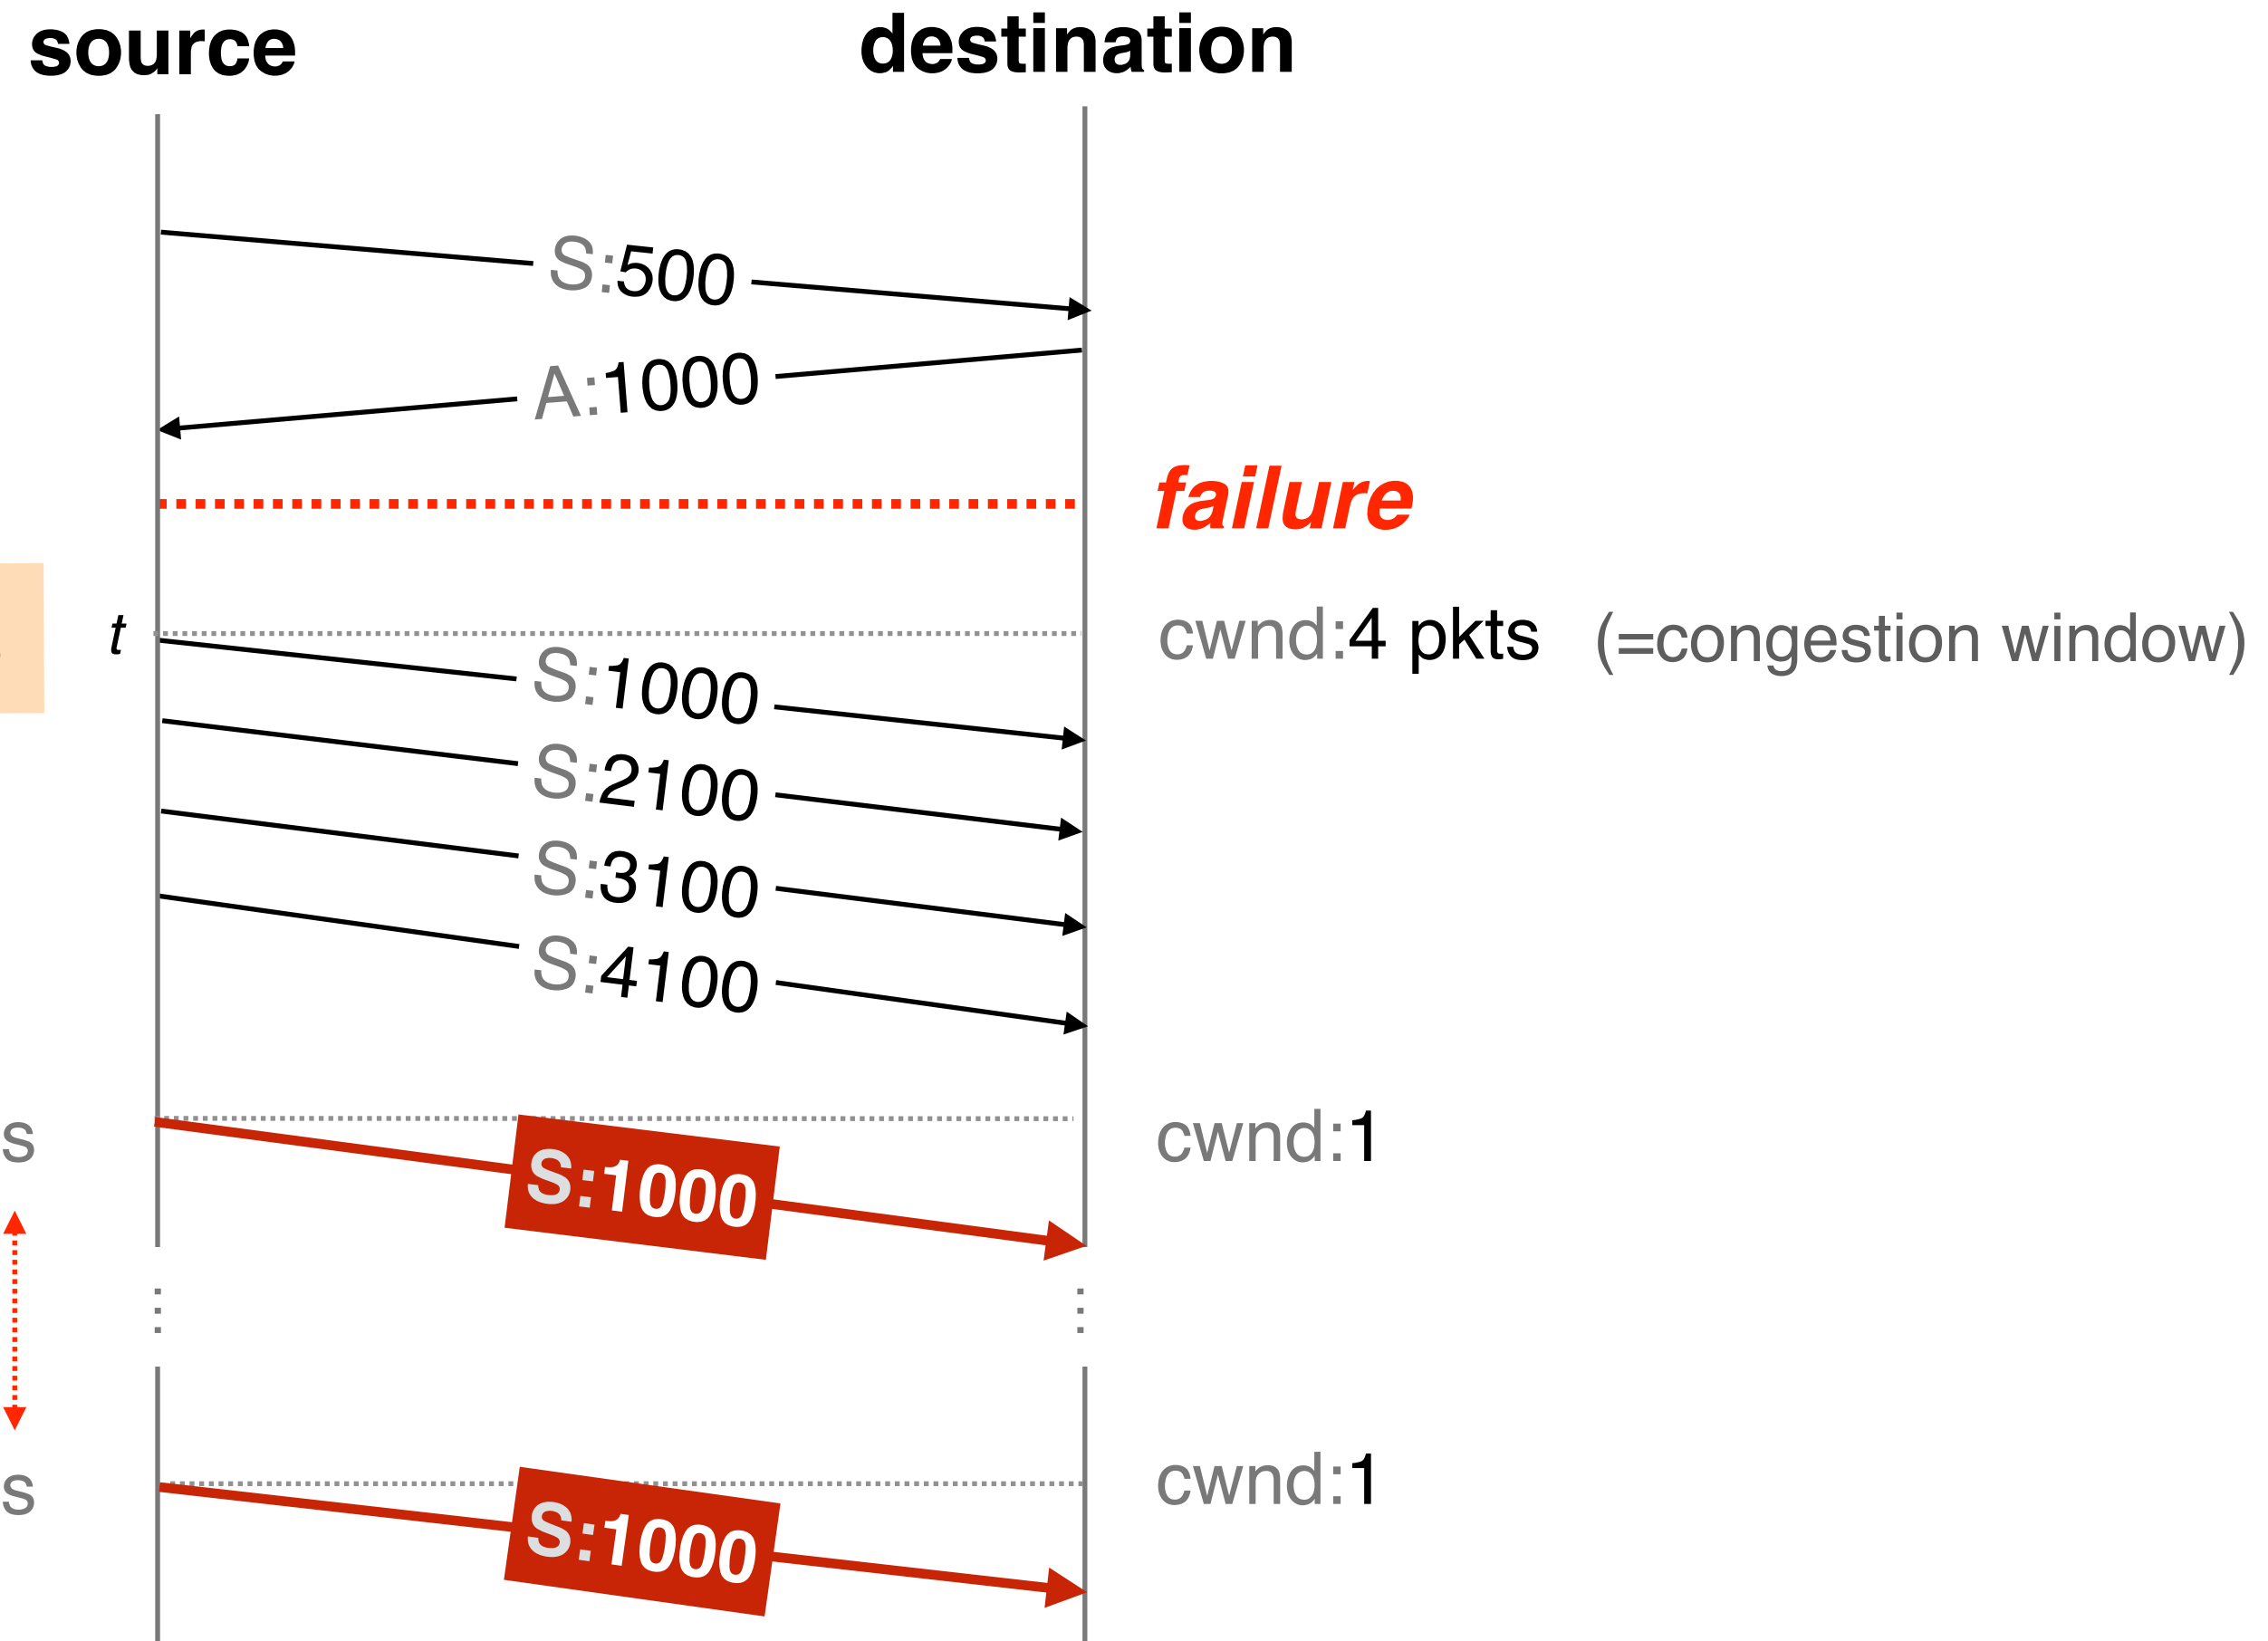 source destination
S:500
A:1000
failure
t cwnd:4 pkts (=congestion window)
S:1000
S:2100
S:3100
S:4100
s cwnd:1
S:1000
s cwnd:1
S:1000